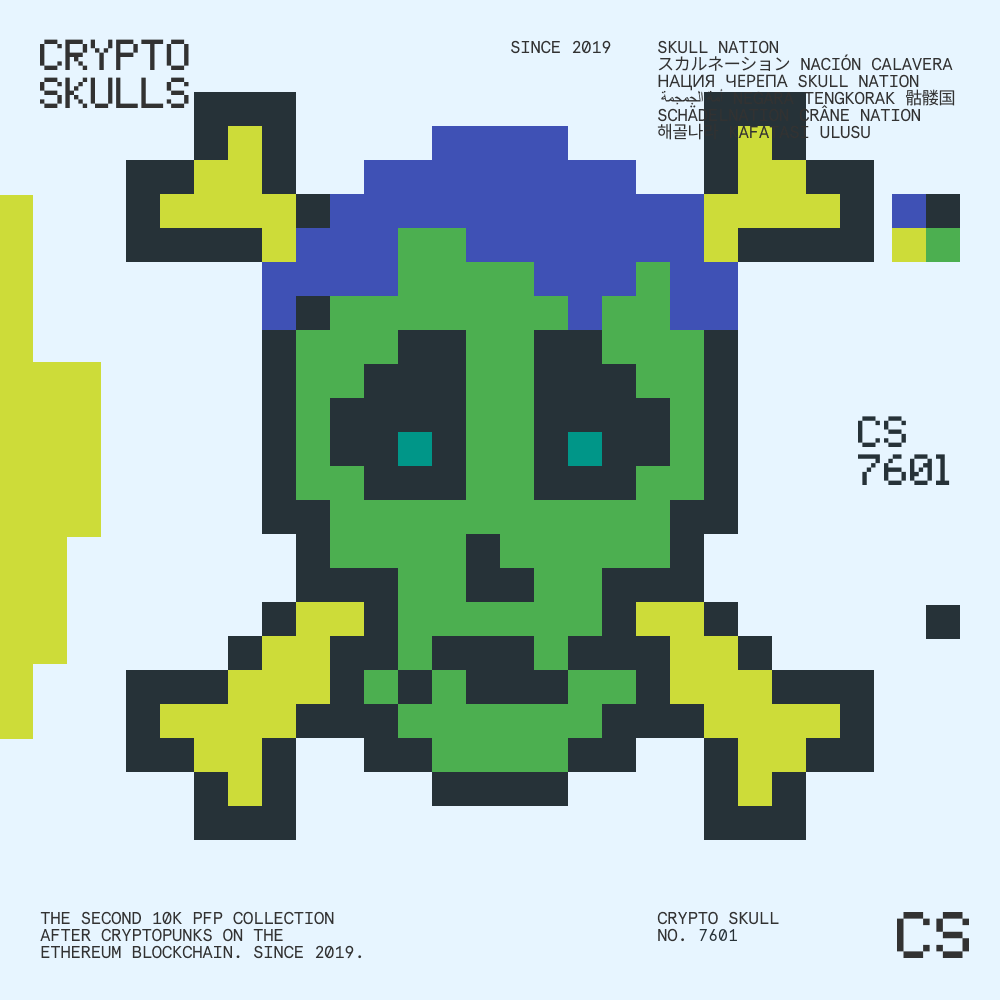 CRYPTO
SKULLS
SINCE 2019
SKULL NATION
スカルネーション NACIÓN CALAVERA
НАЦИЯ ЧЕРЕПА SKULL NATION
الجمجمة TENGKORAK 骷髅国
CRÂNE NATION
ULUSU
CS
7601
THE SECOND 10K PFP COLLECTION
AFTER CRYPTOPUNKS ON THE
ETHEREUM BLOCKCHAIN. SINCE 2019.
CRYPTO SKULL
NO. 7601
CS